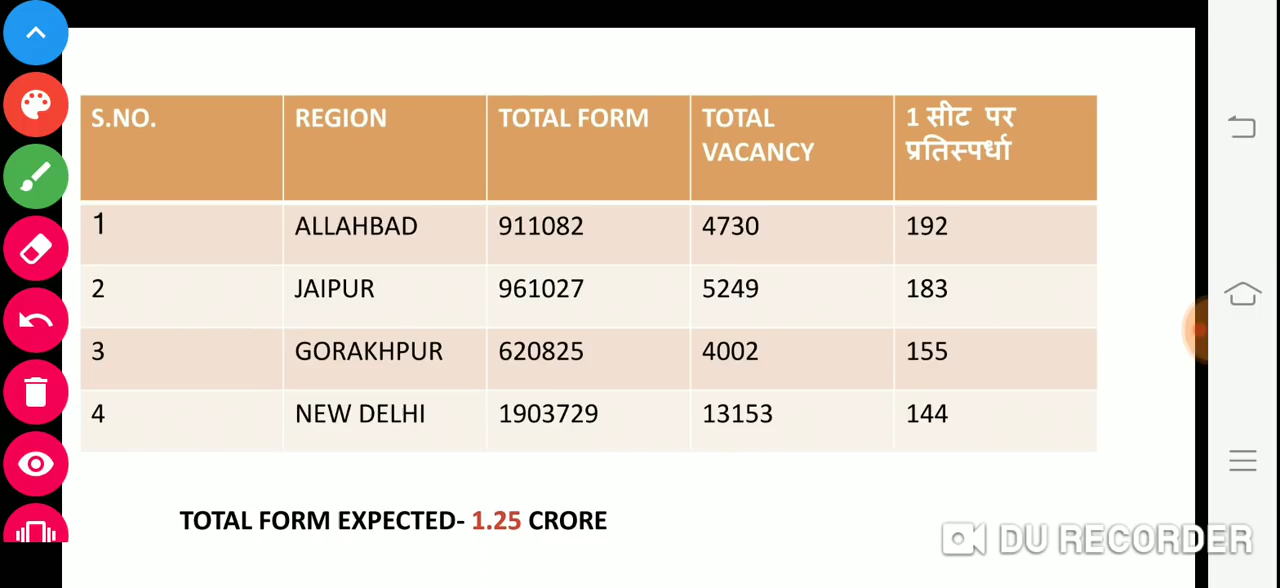 S.NO. REGION TOTAL FORM TOTAL VACANCY 1 सीट पर प्रतिस्पर्धा
1 ALLAHBAD 911082 4730 192
2 JAIPUR 961027 5249 183
3 GORAKHPUR 620825 4002 155
4 NEW DELHI 1903729 13153 144
TOTAL FORM EXPECTED- 1.25 CRORE
DU RECORDER